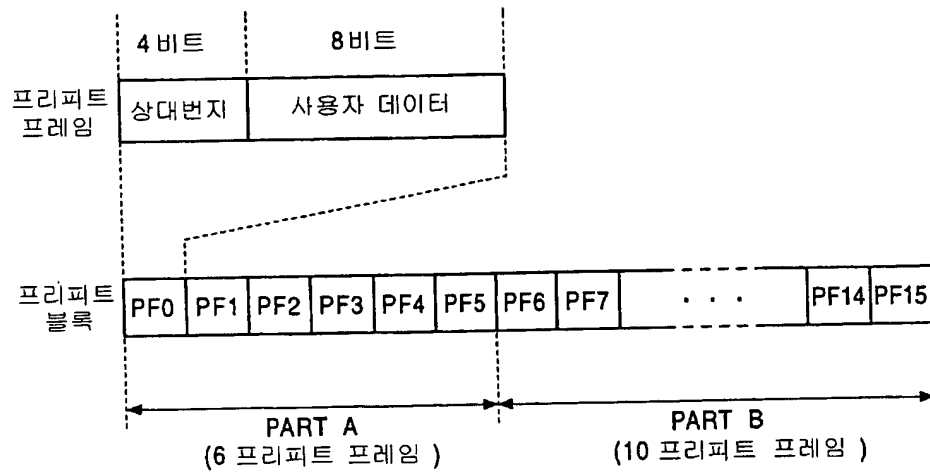 4비트 8비트
프리피트
프레임
상대번지 사용자 데이터
프리피트
블록
PF0 PF1 PF2 PF3 PF4 PF5 PF6 PF7 · · · PF14 PF15
PART A PART B
(6 프리피트 프레임 ) (10 프리피트 프레임 )